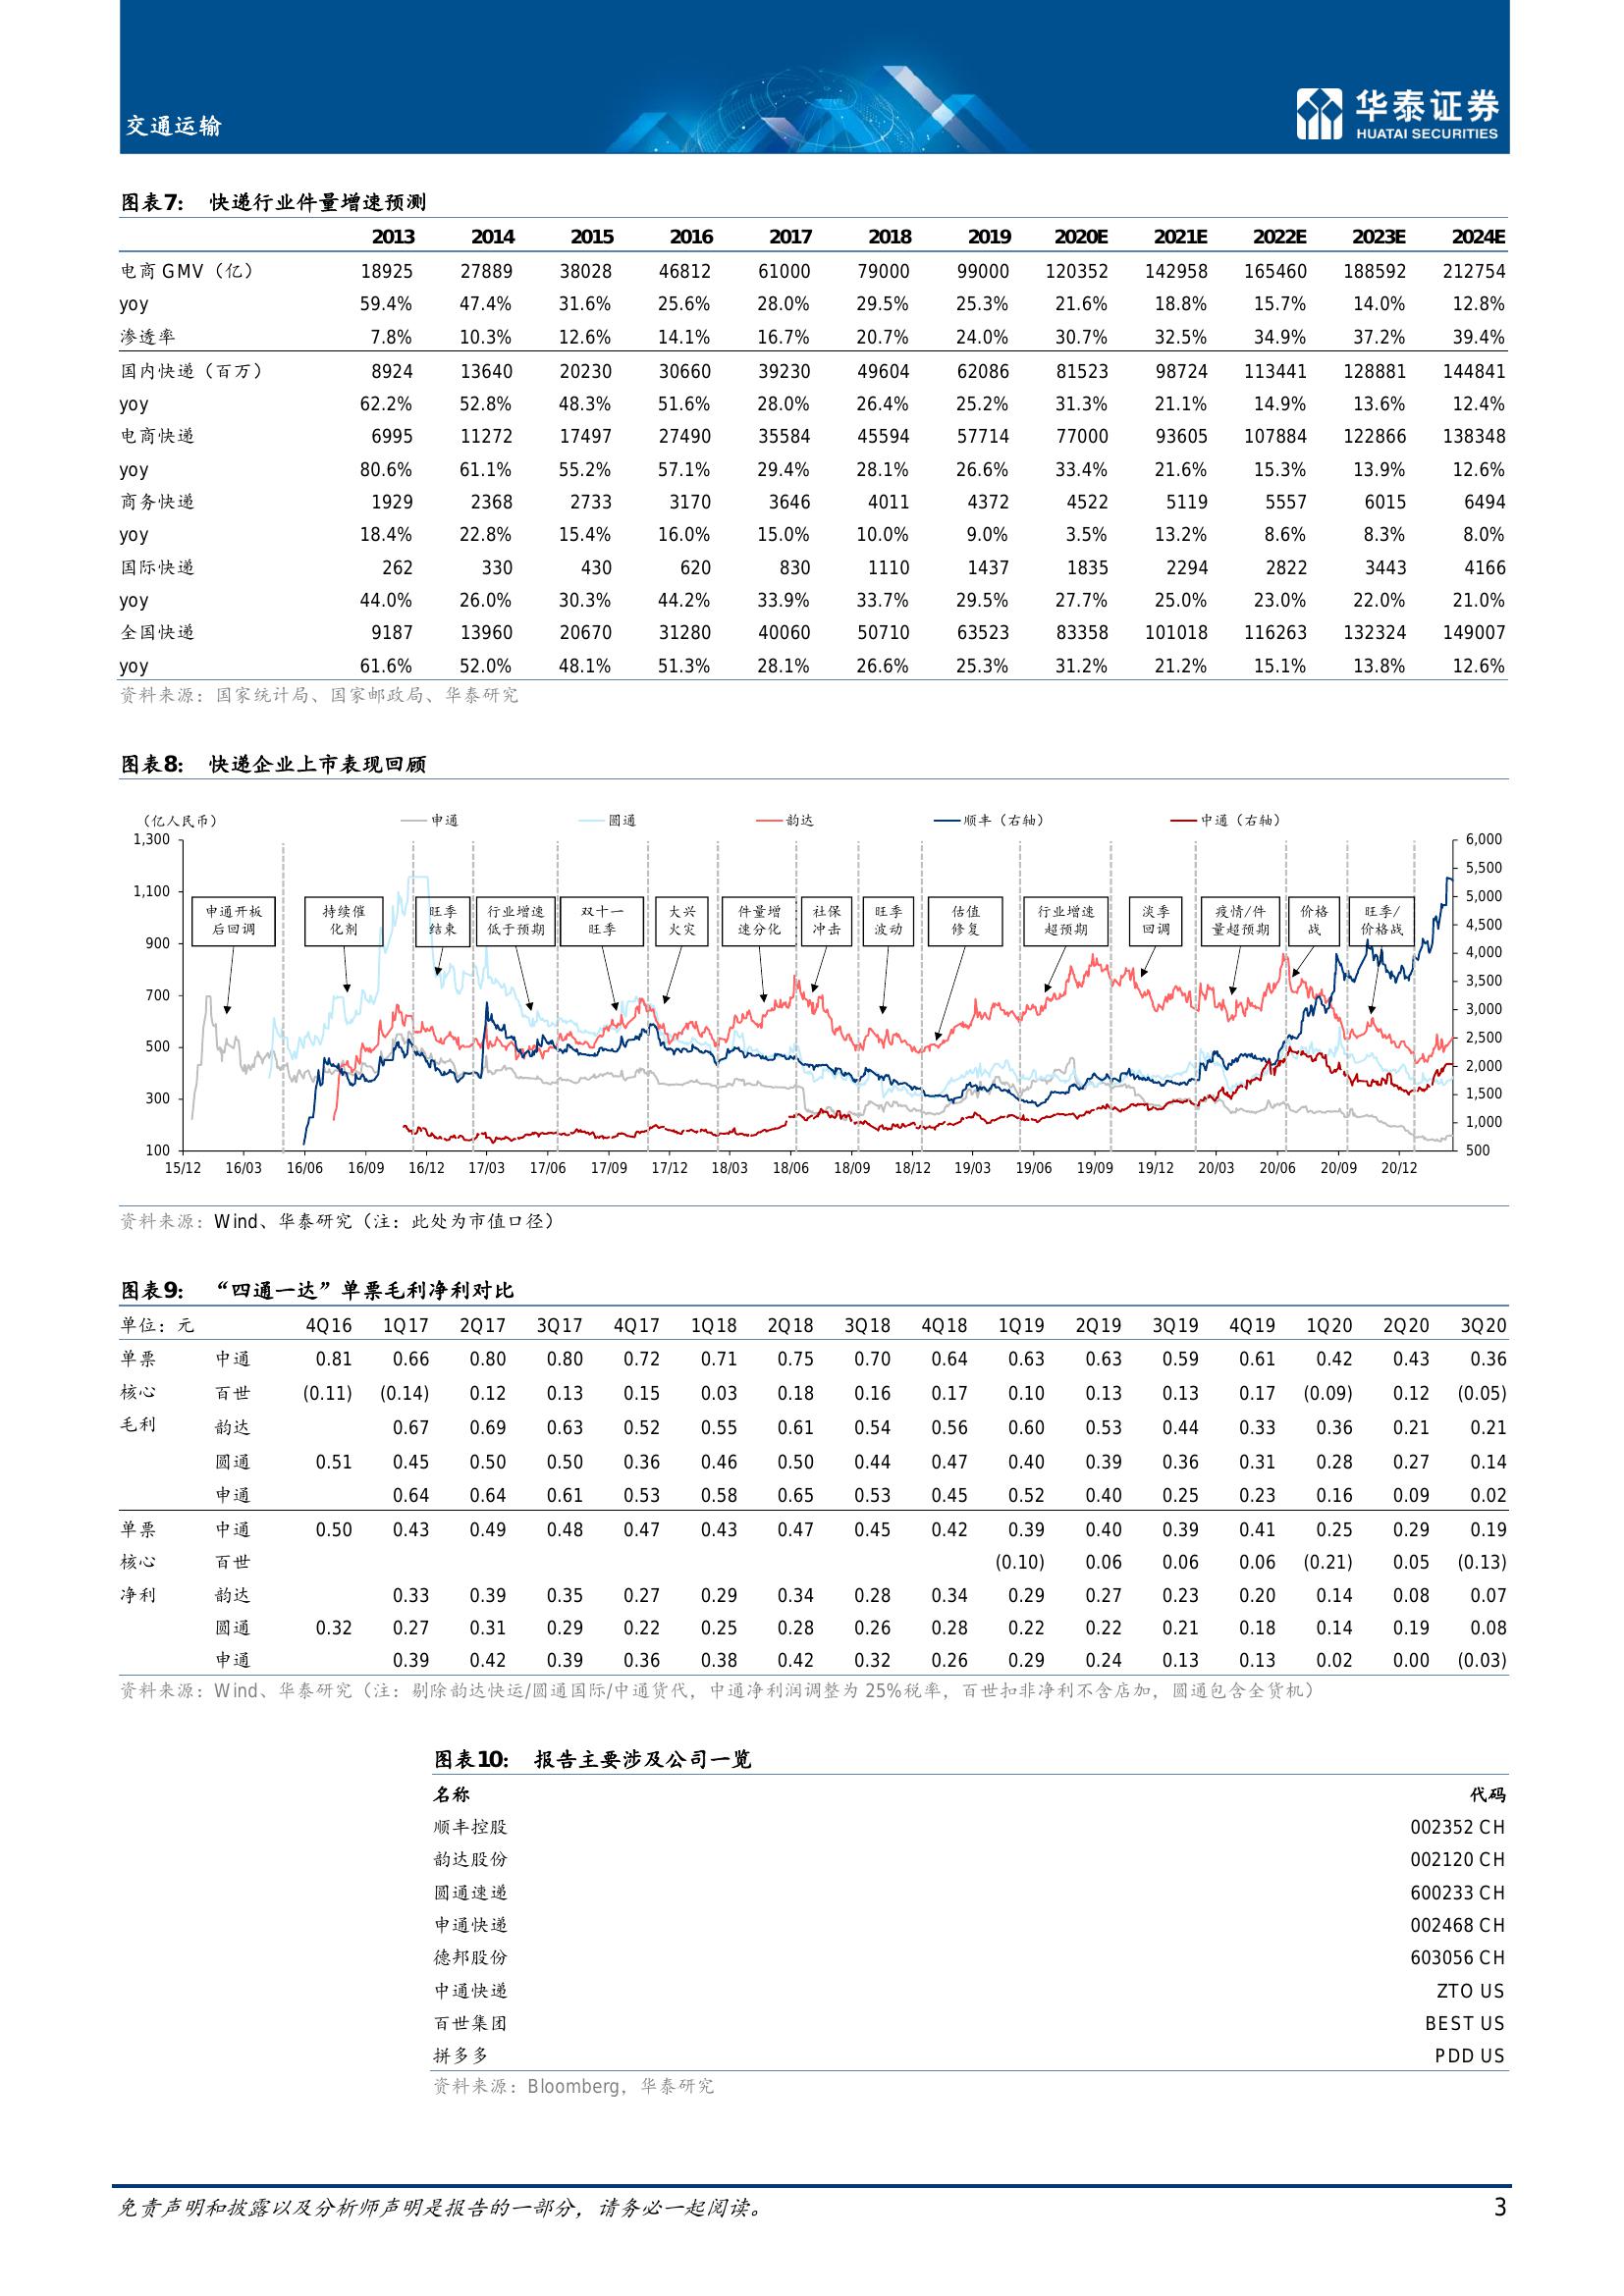 交通运输
华泰证券
HUATAI SECURITIES
图表7: 快递行业件量增速预测
2013 2014 2015 2016 2017 2018 2019 2020E 2021E 2022E 2023E 2024E
电商 GMV（亿） 18925 27889 38028 46812 61000 79000 99000 120352 142958 165460 188592 212754
yoy 59.4% 47.4% 31.6% 25.6% 28.0% 29.5% 25.3% 21.6% 18.8% 15.7% 14.0% 12.8%
渗透率 7.8% 10.3% 12.6% 14.1% 16.7% 20.7% 24.0% 30.7% 32.5% 34.9% 37.2% 39.4%
国内快递（百万） 8924 13640 20230 30660 39230 49604 62086 81523 98724 113441 128881 144841
yoy 62.2% 52.8% 48.3% 51.6% 28.0% 26.4% 25.2% 31.3% 21.1% 14.9% 13.6% 12.4%
电商快递 6995 11272 17497 27490 35584 45594 57714 77000 93605 107884 122866 138348
yoy 80.6% 61.1% 55.2% 57.1% 29.4% 28.1% 26.6% 33.4% 21.6% 15.3% 13.9% 12.6%
商务快递 1929 2368 2733 3170 3646 4011 4372 4522 5119 5557 6015 6494
yoy 18.4% 22.8% 15.4% 16.0% 15.0% 10.0% 9.0% 3.5% 13.2% 8.6% 8.3% 8.0%
国际快递 262 330 430 620 830 1110 1437 1835 2294 2822 3443 4166
yoy 44.0% 26.0% 30.3% 44.2% 33.9% 33.7% 29.5% 27.7% 25.0% 23.0% 22.0% 21.0%
全国快递 9187 13960 20670 31280 40060 50710 63523 83358 101018 116263 132324 149007
yoy 61.6% 52.0% 48.1% 51.3% 28.1% 26.6% 25.3% 31.2% 21.2% 15.1% 13.8% 12.6%
资料来源：国家统计局、国家邮政局、华泰研究
图表8: 快递企业上市表现回顾
（亿人民币） 申通 圆通 韵达 顺丰（右轴） 中通（右轴）
1,300
1,100
900
700
500
300
100
6,000
5,500
5,000
4,500
4,000
3,500
3,000
2,500
2,000
1,500
1,000
500
申通开板
后回调
持续催
化剂
旺季
结束
行业增速
低于预期
双十一
旺季
大兴
火灾
件量增
速分化
社保
冲击
旺季
波动
估值
修复
行业增速
超预期
淡季
回调
疫情/件
量超预期
价格
战
旺季/
价格战
15/12 16/03 16/06 16/09 16/12 17/03 17/06 17/09 17/12 18/03 18/06 18/09 18/12 19/03 19/06 19/09 19/12 20/03 20/06 20/09 20/12
资料来源：Wind、华泰研究（注：此处为市值口径）
图表9: “四通一达”单票毛利净利对比
单位：元 4Q16 1Q17 2Q17 3Q17 4Q17 1Q18 2Q18 3Q18 4Q18 1Q19 2Q19 3Q19 4Q19 1Q20 2Q20 3Q20
单票 中通 0.81 0.66 0.80 0.80 0.72 0.71 0.75 0.70 0.64 0.63 0.63 0.59 0.61 0.42 0.43 0.36
核心 百世 (0.11) (0.14) 0.12 0.13 0.15 0.03 0.18 0.16 0.17 0.10 0.13 0.13 0.17 (0.09) 0.12 (0.05)
毛利 韵达 0.67 0.69 0.63 0.52 0.55 0.61 0.54 0.56 0.60 0.53 0.44 0.33 0.36 0.21 0.21
圆通 0.51 0.45 0.50 0.50 0.36 0.46 0.50 0.44 0.47 0.40 0.39 0.36 0.31 0.28 0.27 0.14
申通 0.64 0.64 0.61 0.53 0.58 0.65 0.53 0.45 0.52 0.40 0.25 0.23 0.16 0.09 0.02
单票 中通 0.50 0.43 0.49 0.48 0.47 0.43 0.47 0.45 0.42 0.39 0.40 0.39 0.41 0.25 0.29 0.19
核心 百世 (0.10) 0.06 0.06 0.06 (0.21) 0.05 (0.13)
净利 韵达 0.33 0.39 0.35 0.27 0.29 0.34 0.28 0.34 0.29 0.27 0.23 0.20 0.14 0.08 0.07
圆通 0.32 0.27 0.31 0.29 0.22 0.25 0.28 0.26 0.28 0.22 0.22 0.21 0.18 0.14 0.19 0.08
申通 0.39 0.42 0.39 0.36 0.38 0.42 0.32 0.26 0.29 0.24 0.13 0.13 0.02 0.00 (0.03)
资料来源：Wind、华泰研究（注：剔除韵达快运/圆通国际/中通货代，中通净利润调整为 25%税率，百世扣非净利不含店加，圆通包含全货机）
图表10: 报告主要涉及公司一览
名称 代码
顺丰控股 002352 CH
韵达股份 002120 CH
圆通速递 600233 CH
申通快递 002468 CH
德邦股份 603056 CH
中通快递 ZTO US
百世集团 BEST US
拼多多 PDD US
资料来源：Bloomberg，华泰研究
免责声明和披露以及分析师声明是报告的一部分，请务必一起阅读。 3